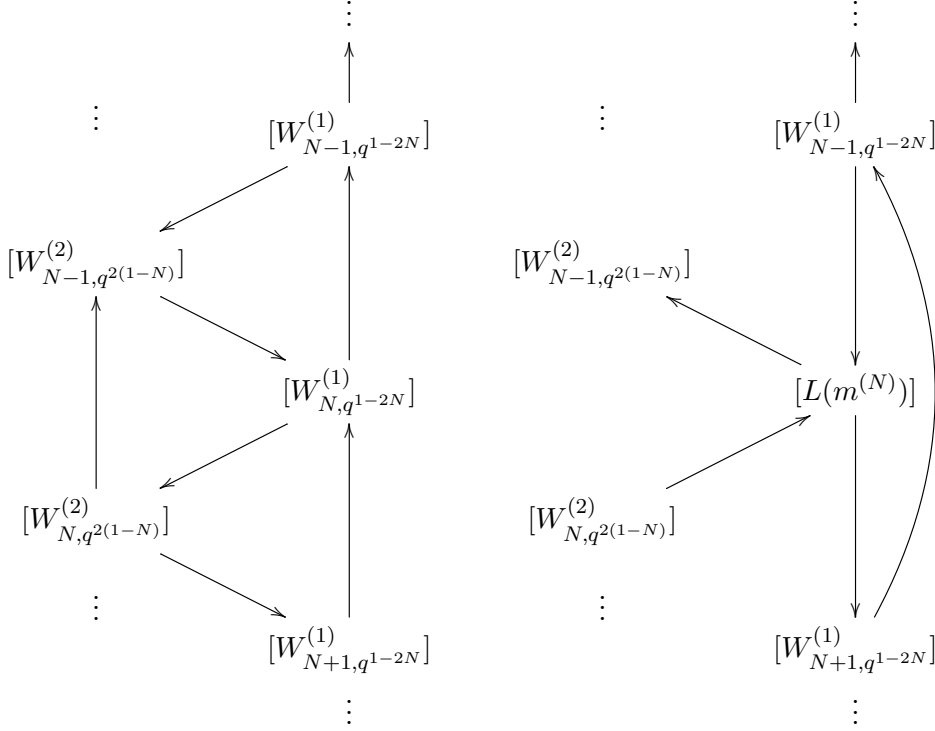 ⋮ ⋮
⋮ [W^{(1)}_{N−1,q^{1−2N}}] ⋮ [W^{(1)}_{N−1,q^{1−2N}}]
[W^{(2)}_{N−1,q^{2(1−N)}}] [W^{(2)}_{N−1,q^{2(1−N)}}]
[W^{(1)}_{N,q^{1−2N}}] [L(m^{(N)})]
[W^{(2)}_{N,q^{2(1−N)}}] [W^{(2)}_{N,q^{2(1−N)}}]
⋮ [W^{(1)}_{N+1,q^{1−2N}}] ⋮ [W^{(1)}_{N+1,q^{1−2N}}]
⋮ ⋮